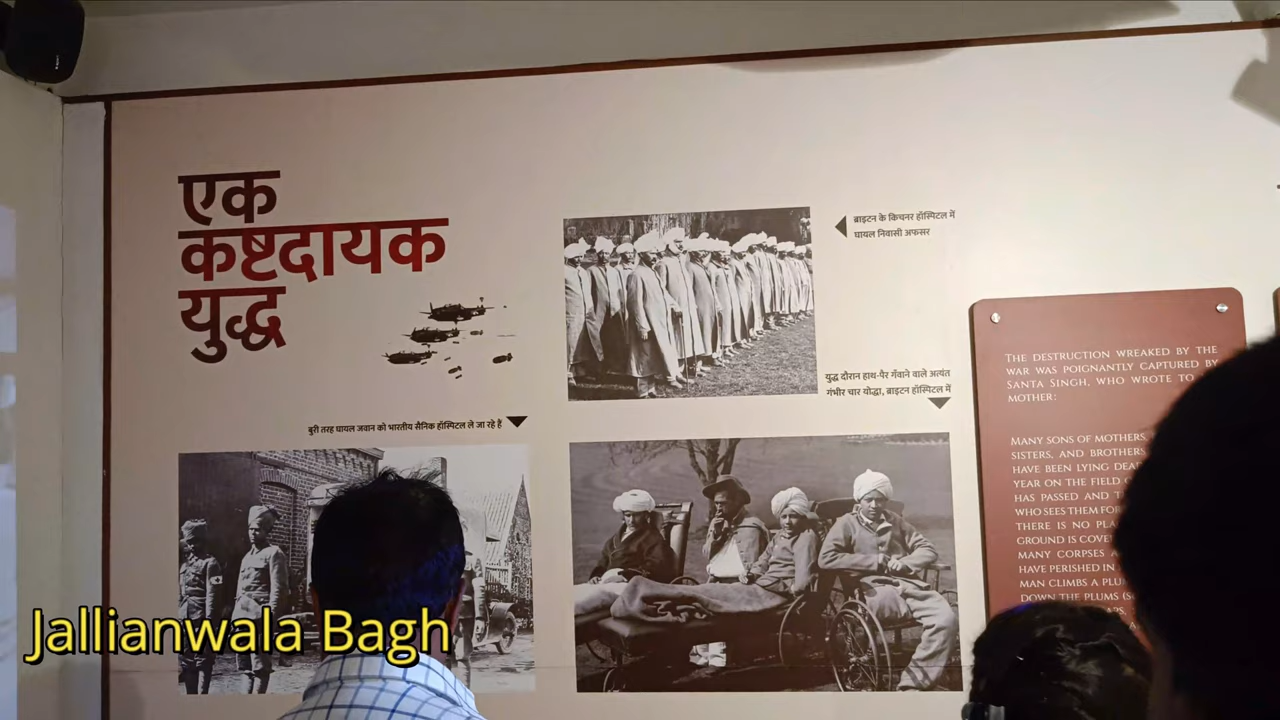 एक
कष्टदायक
युद्ध
ब्राइटन के किचनर हॉस्पिटल में
घायल निवासी अफसर
युद्ध दौरान हाथ-पैर गँवाने वाले अत्यंत
गंभीर चार योद्धा, ब्राइटन हॉस्पिटल में
बुरी तरह घायल जवान को भारतीय सैनिक हॉस्पिटल ले जा रहे हैं
THE DESTRUCTION WREAKED BY THE
WAR WAS POIGNANTLY CAPTURED BY
SANTA SINGH, WHO WROTE TO
MOTHER:
MANY SONS OF MOTHERS,
SISTERS, AND BROTHERS
HAVE BEEN LYING DEAD
YEAR ON THE FIELD
HAS PASSED AND
WHO SEES THEM FOR
THERE IS NO
GROUND IS
MANY CORPSES
HAVE PERISHED IN
MAN CLIMBS A
DOWN THE PLUMS
Jallianwala Bagh